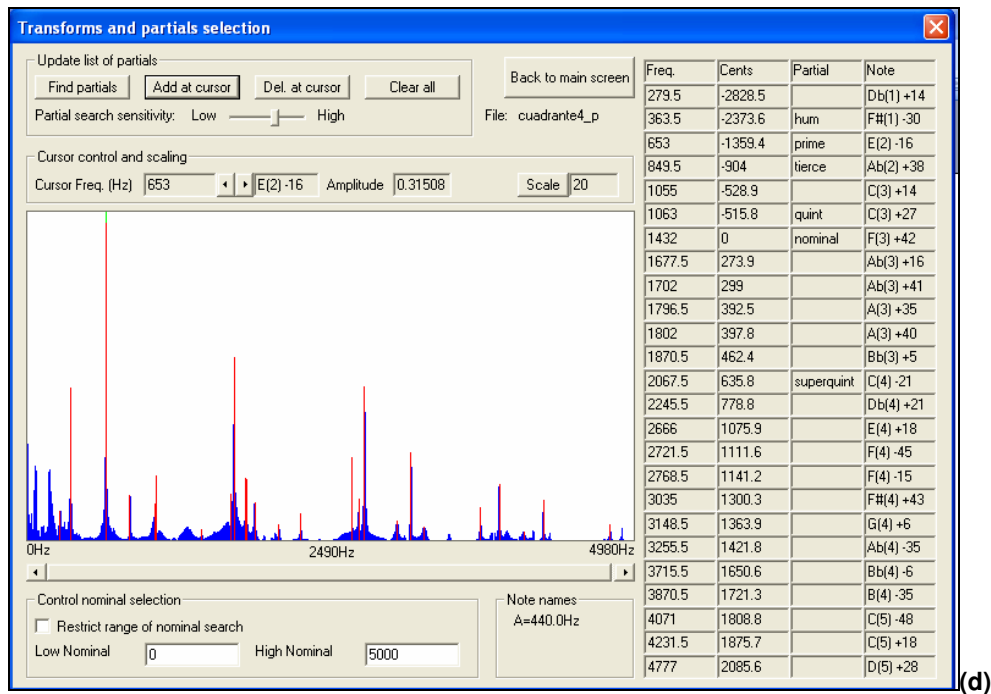 Transforms and partials selection
Update list of partials
Find partials Add at cursor Del. at cursor Clear all
Partial search sensitivity: Low High
Back to main screen
File: cuadrante4_p
Cursor control and scaling
Cursor Freq. (Hz) 653 E(2) -16 Amplitude 0.31508 Scale 20
0Hz 2490Hz 4980Hz
Control nominal selection
Restrict range of nominal search
Low Nominal 0 High Nominal 5000
Note names
A=440.0Hz
Freq. Cents Partial Note
279.5 -2828.5 Db(1) +14
363.5 -2373.6 hum F#(1) -30
653 -1359.4 prime E(2) -16
849.5 -904 tierce Ab(2) +38
1055 -528.9 C(3) +14
1063 -515.8 quint C(3) +27
1432 0 nominal F(3) +42
1677.5 273.9 Ab(3) +16
1702 299 Ab(3) +41
1796.5 392.5 A(3) +35
1802 397.8 A(3) +40
1870.5 462.4 Bb(3) +5
2067.5 635.8 superquint C(4) -21
2245.5 778.8 Db(4) +21
2666 1075.9 E(4) +18
2721.5 1111.6 F(4) -45
2768.5 1141.2 F(4) -15
3035 1300.3 F#(4) +43
3148.5 1363.9 G(4) +6
3255.5 1421.8 Ab(4) -35
3715.5 1650.6 Bb(4) -6
3870.5 1721.3 B(4) -35
4071 1808.8 C(5) -48
4231.5 1875.7 C(5) +18
4777 2085.6 D(5) +28
(d)